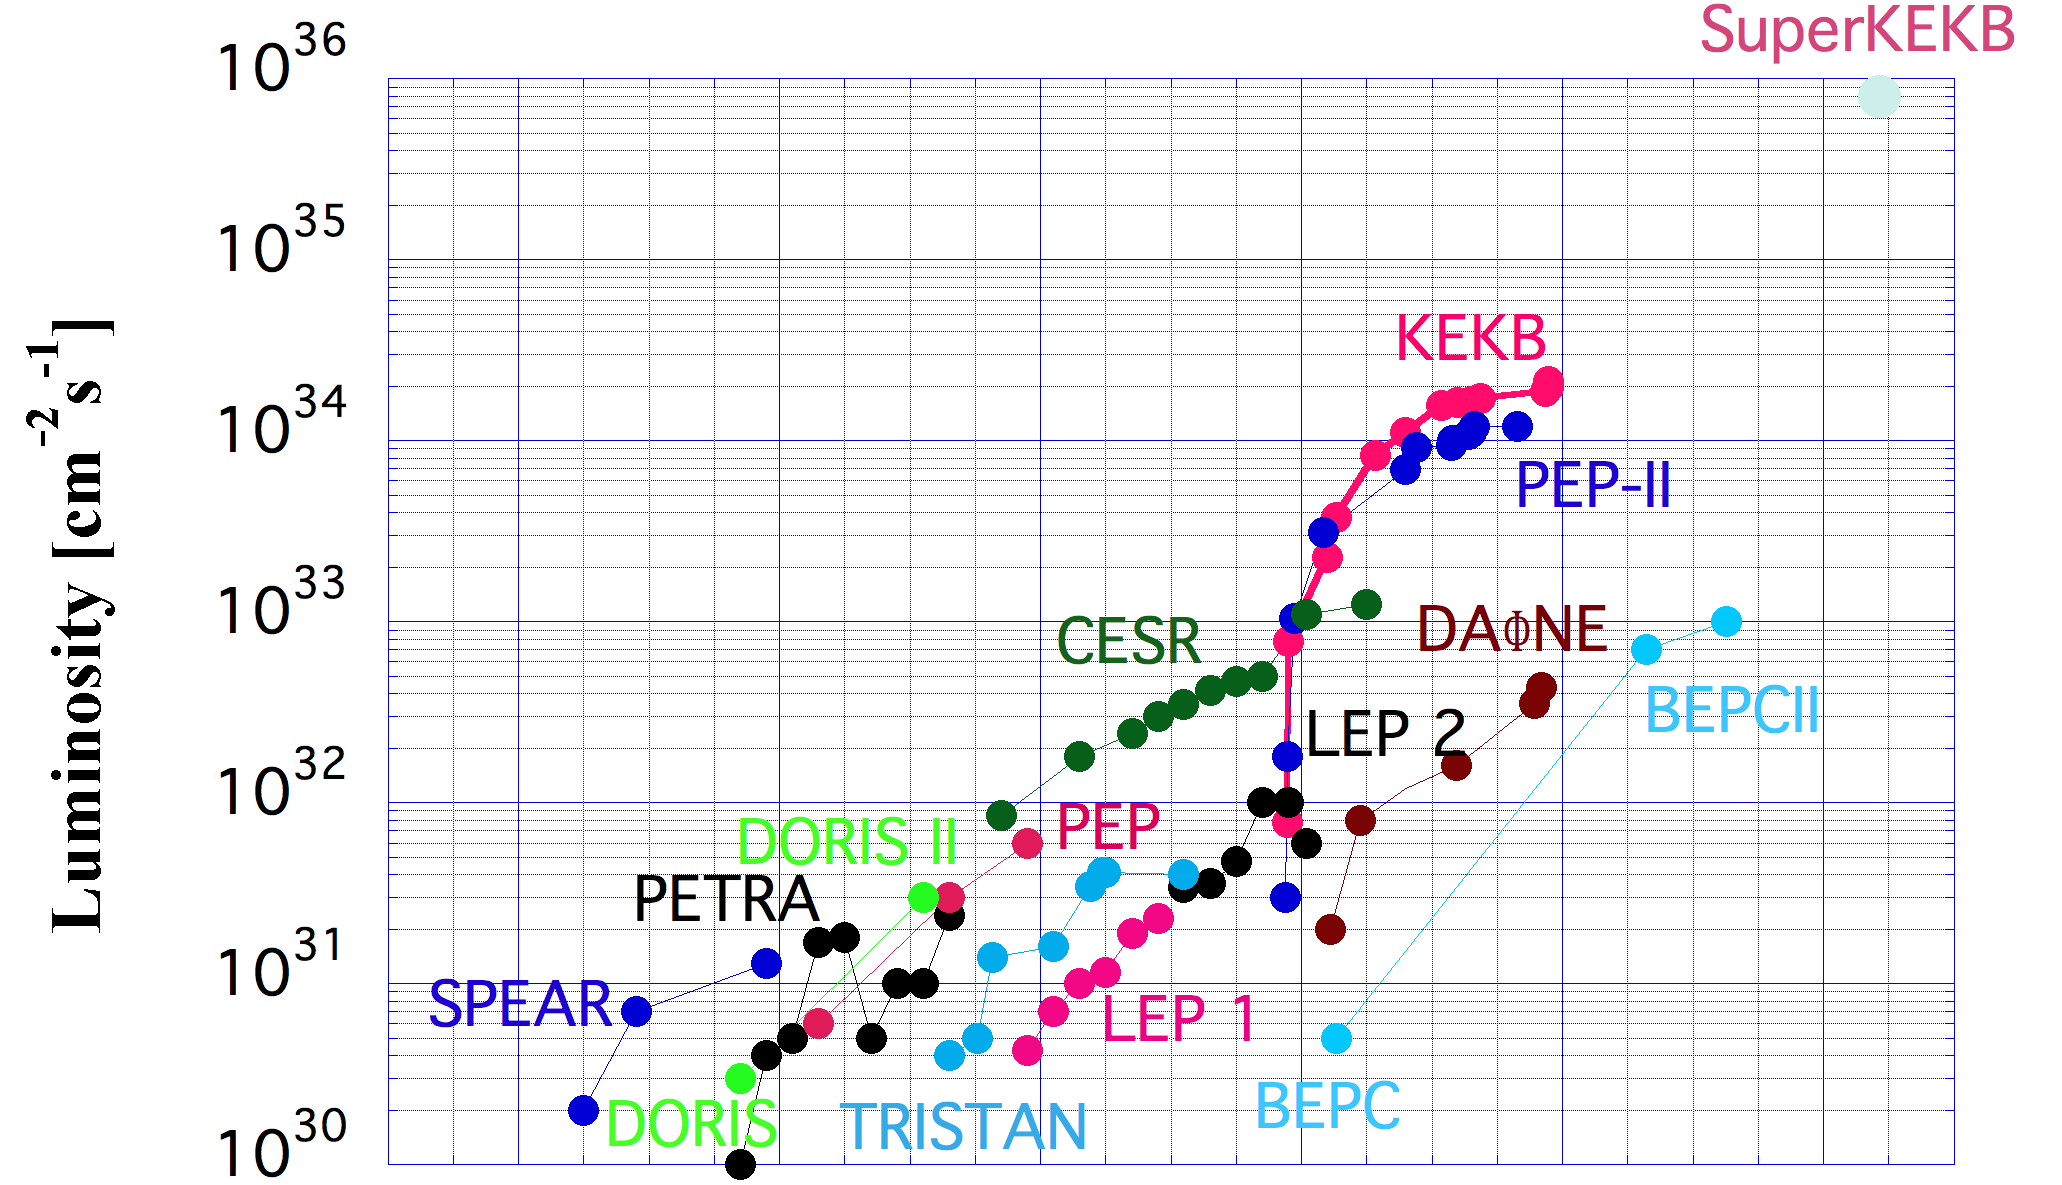 SuperKEKB
10^36
10^35
10^34
10^33
10^32
10^31
10^30
Luminosity [cm^-2 s^-1]
KEKB
PEP-II
CESR
DAΦNE
BEPCII
LEP 2
PEP
DORIS II
PETRA
SPEAR
LEP 1
DORIS
TRISTAN
BEPC